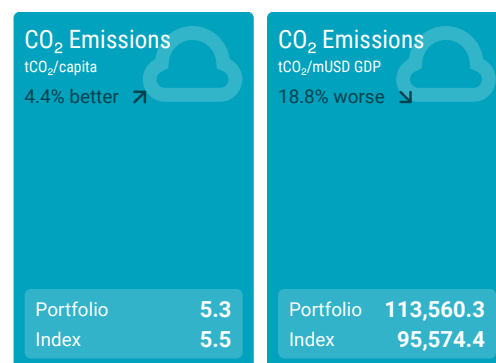 CO₂ Emissions
tCO₂/capita
4.4% better
Portfolio 5.3
Index 5.5
CO₂ Emissions
tCO₂/mUSD GDP
18.8% worse
Portfolio 113,560.3
Index 95,574.4